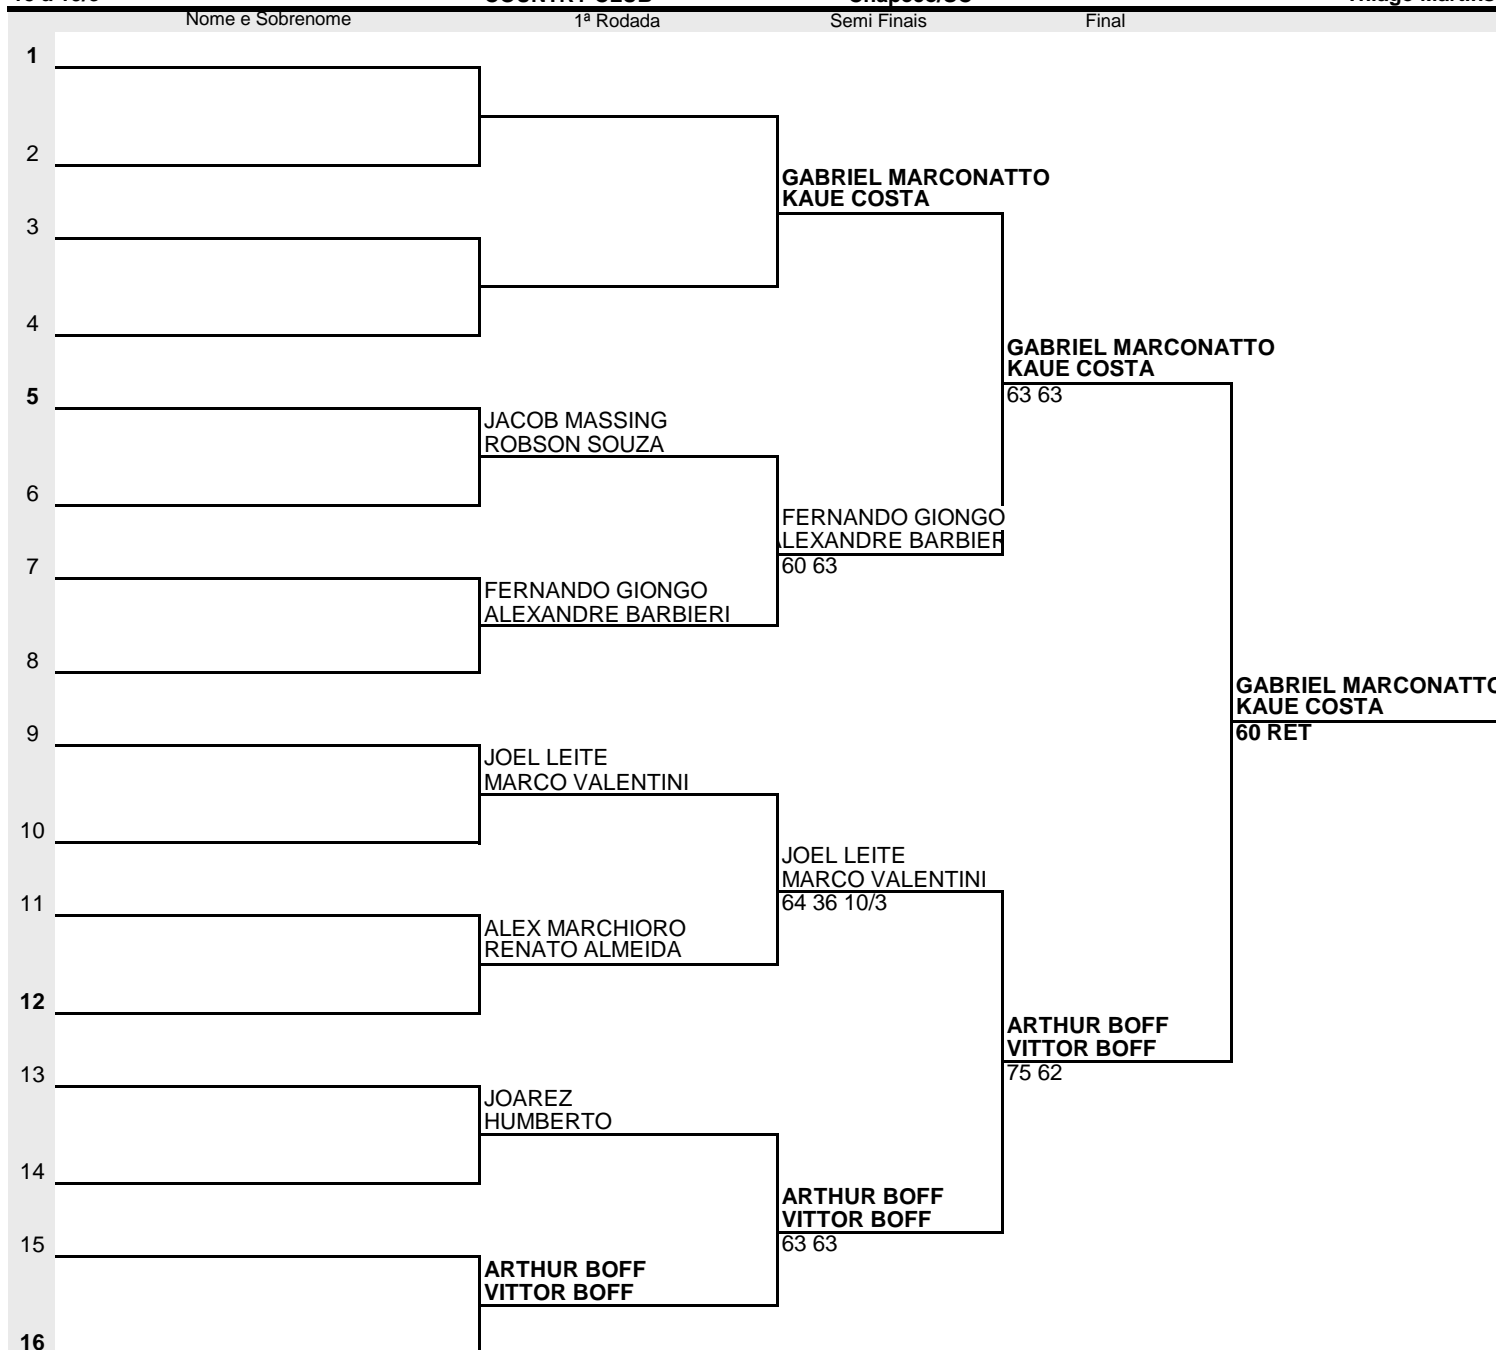 Nome e Sobrenome 1ª Rodada Semi Finais Final
1
2
GABRIEL MARCONATTO
KAUE COSTA
3
4
GABRIEL MARCONATTO
KAUE COSTA
63 63
5
JACOB MASSING
ROBSON SOUZA
6
FERNANDO GIONGO
LEXANDRE BARBIER
60 63
7
FERNANDO GIONGO
ALEXANDRE BARBIERI
8
GABRIEL MARCONATTO
KAUE COSTA
60 RET
9
JOEL LEITE
MARCO VALENTINI
10
JOEL LEITE
MARCO VALENTINI
64 36 10/3
11
ALEX MARCHIORO
RENATO ALMEIDA
12
ARTHUR BOFF
VITTOR BOFF
75 62
13
JOAREZ
HUMBERTO
14
ARTHUR BOFF
VITTOR BOFF
63 63
15
ARTHUR BOFF
VITTOR BOFF
16